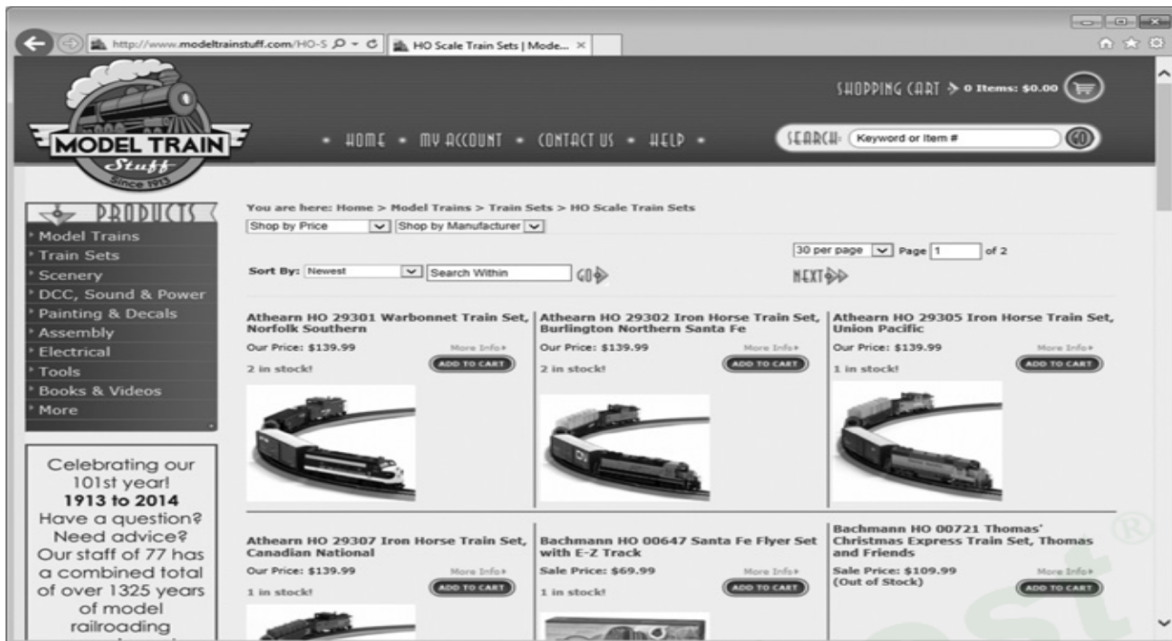 http://www.modeltrainstuff.com/HO-S
HO Scale Train Sets | Mode...
MODEL TRAIN
Stuff
Since 1913
SHOPPING CART 0 Items: $0.00
HOME • MY ACCOUNT • CONTACT US • HELP
SEARCH: Keyword or Item # GO
PRODUCTS
Model Trains
Train Sets
Scenery
DCC, Sound & Power
Painting & Decals
Assembly
Electrical
Tools
Books & Videos
More
Celebrating our
101st year!
1913 to 2014
Have a question?
Need advice?
Our staff of 77 has
a combined total
of over 1325 years
of model
railroading
You are here: Home > Model Trains > Train Sets > HO Scale Train Sets
Shop by Price Shop by Manufacturer
30 per page Page 1 of 2
Sort By: Newest Search Within GO
NEXT
Athearn HO 29301 Warbonnet Train Set,
Norfolk Southern
Our Price: $139.99 More Info
2 in stock! ADD TO CART
Athearn HO 29302 Iron Horse Train Set,
Burlington Northern Santa Fe
Our Price: $139.99 More Info
2 in stock! ADD TO CART
Athearn HO 29305 Iron Horse Train Set,
Union Pacific
Our Price: $139.99 More Info
1 in stock! ADD TO CART
Athearn HO 29307 Iron Horse Train Set,
Canadian National
Our Price: $139.99 More Info
1 in stock! ADD TO CART
Bachmann HO 00647 Santa Fe Flyer Set
with E-Z Track
Sale Price: $69.99 More Info
1 in stock! ADD TO CART
Bachmann HO 00721 Thomas'
Christmas Express Train Set, Thomas
and Friends
Sale Price: $109.99 More Info
(Out of Stock) ADD TO CART